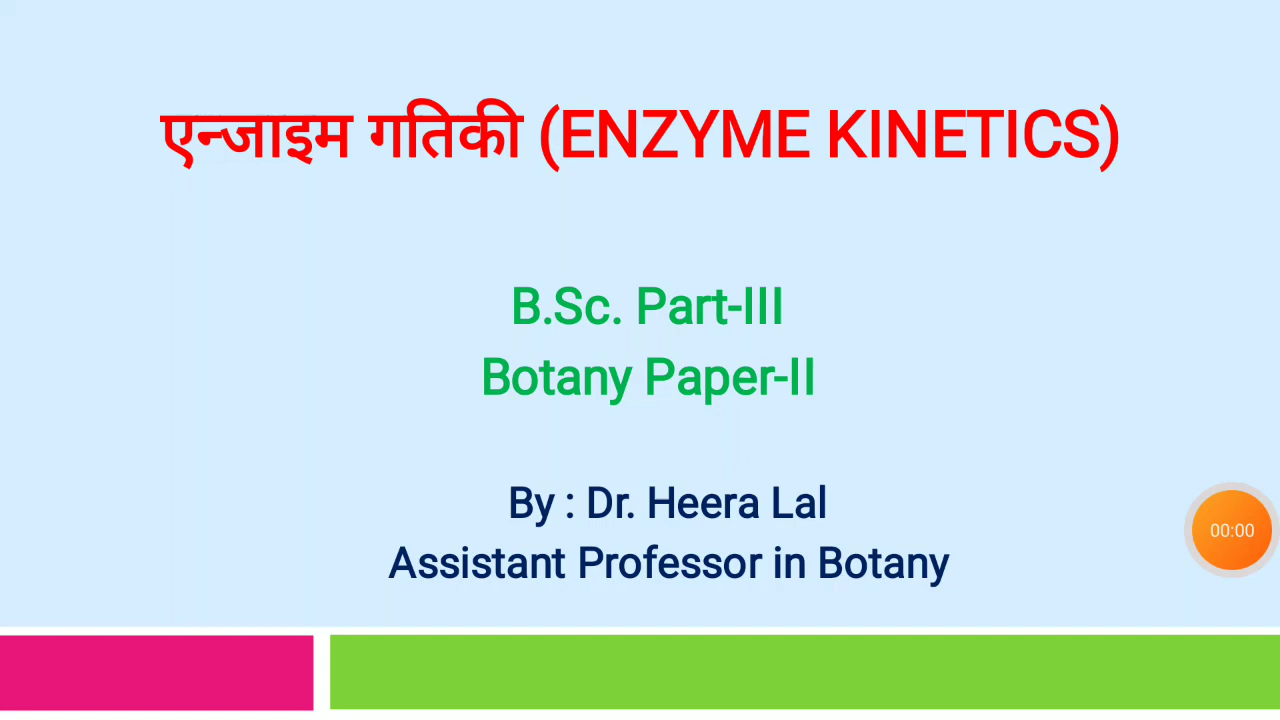 एन्जाइम गतिकी (ENZYME KINETICS)
B.Sc. Part-III
Botany Paper-II
By : Dr. Heera Lal
00:00
Assistant Professor in Botany